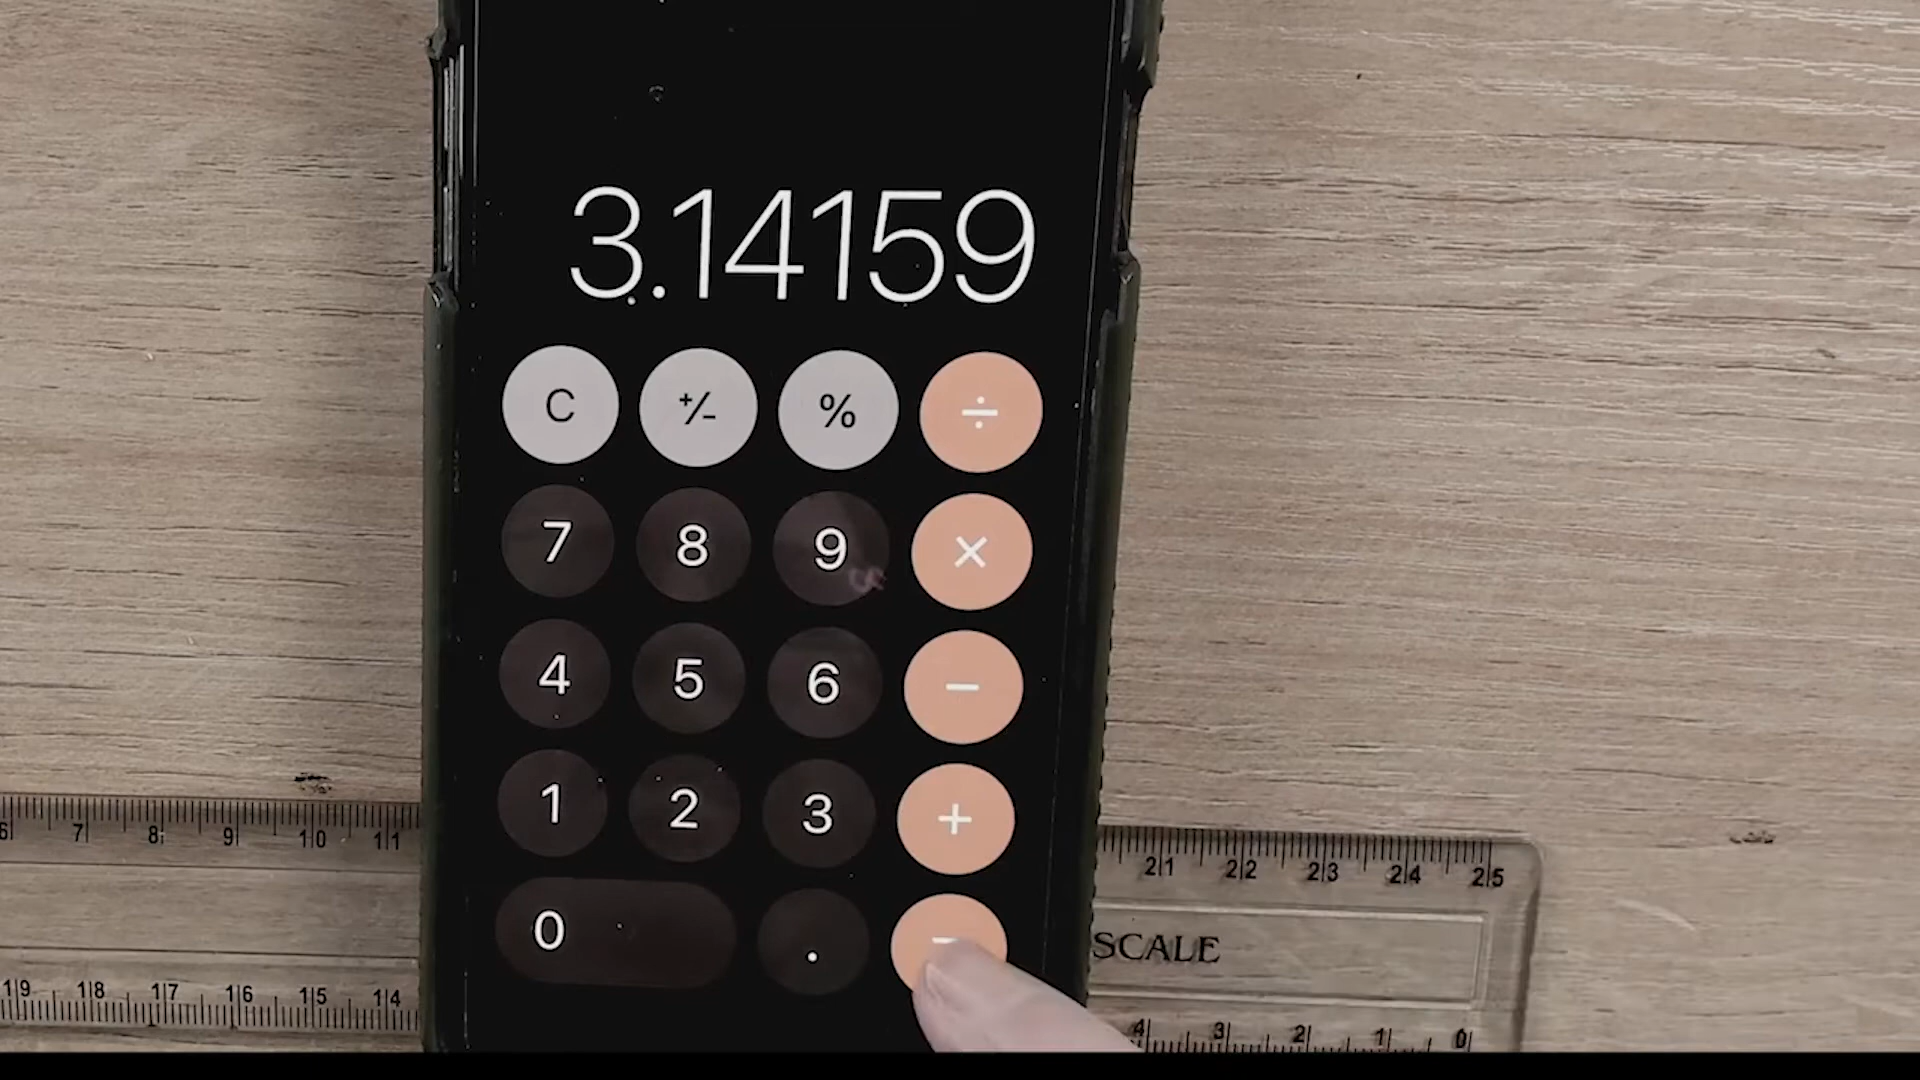 3.14159
C +/- % ÷
7 8 9 ×
4 5 6 −
1 2 3 +
0 . =
6 7 8 9 10 11 21 22 23 24 25
SCALE
19 18 17 16 15 14 4 3 2 1 0